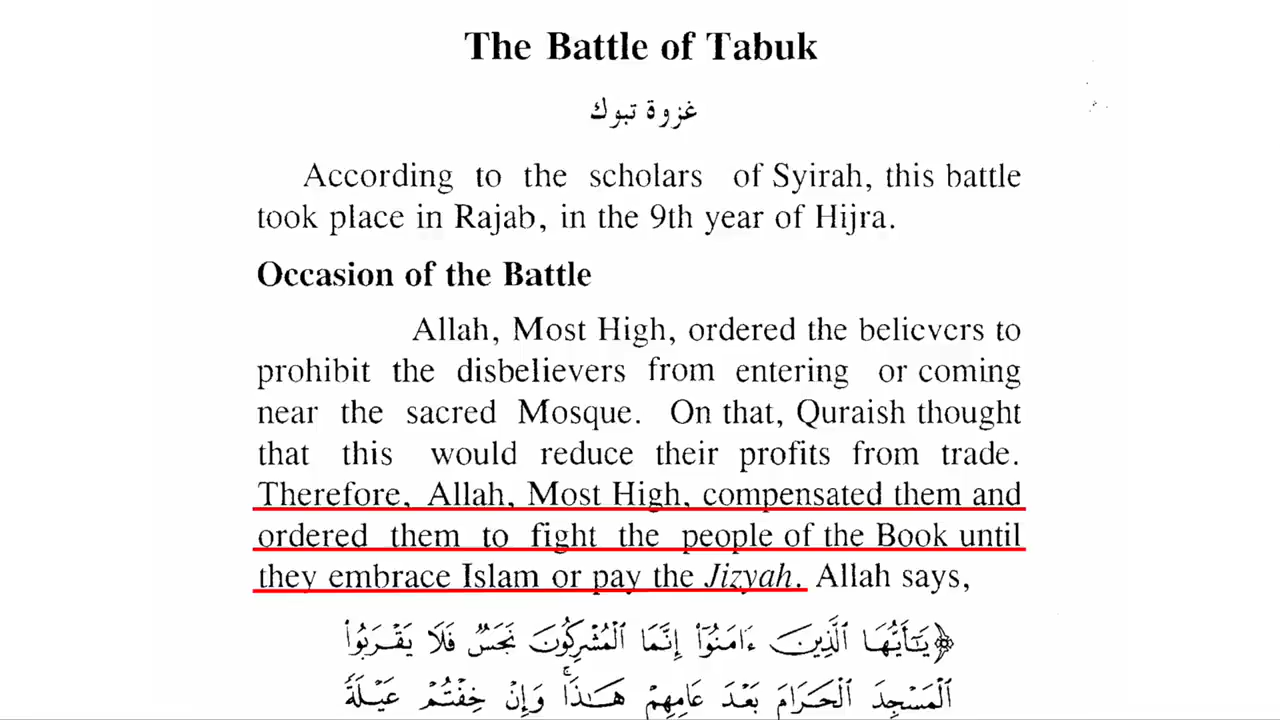 The Battle of Tabuk
غزوة تبوك
According to the scholars of Syirah, this battle
took place in Rajab, in the 9th year of Hijra.
Occasion of the Battle
Allah, Most High, ordered the believers to
prohibit the disbelievers from entering or coming
near the sacred Mosque. On that, Quraish thought
that this would reduce their profits from trade.
Therefore, Allah, Most High, compensated them and
ordered them to fight the people of the Book until
they embrace Islam or pay the Jizyah. Allah says,
﴿يَٰٓأَيُّهَا ٱلَّذِينَ ءَامَنُوٓا۟ إِنَّمَا ٱلْمُشْرِكُونَ نَجَسٌ فَلَا يَقْرَبُوا۟
ٱلْمَسْجِدَ ٱلْحَرَامَ بَعْدَ عَامِهِمْ هَٰذَا ۚ وَإِنْ خِفْتُمْ عَيْلَةً